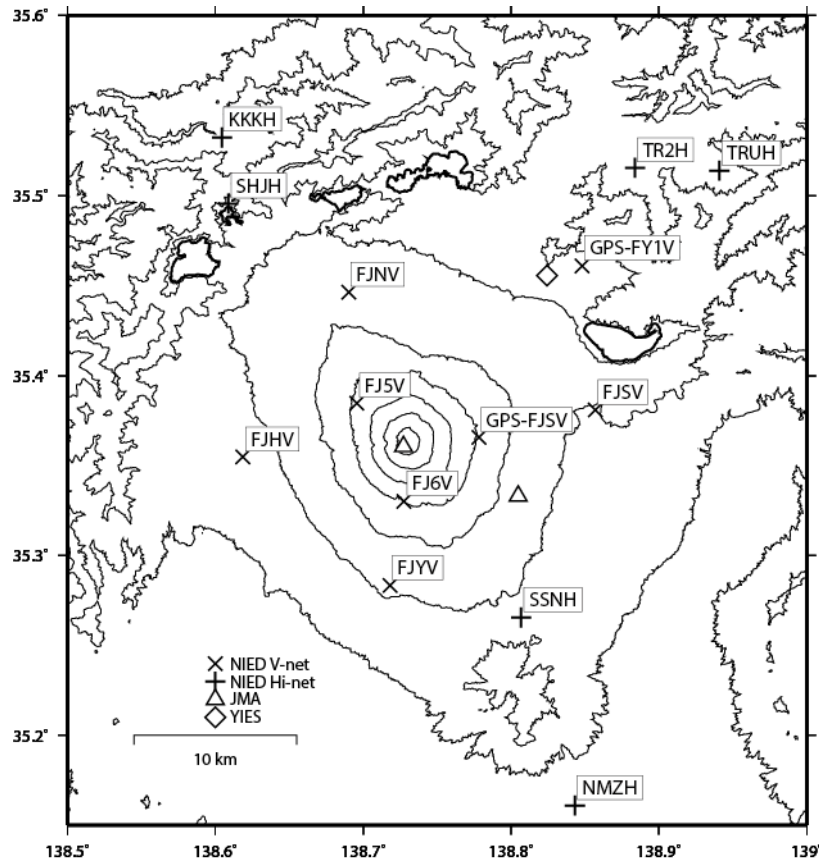 35.6°
KKKH
TR2H
TRUH
35.5°
SHJH
GPS-FY1V
FJNV
35.4°
FJ5V
FJSV
GPS-FJSV
FJHV
FJ6V
35.3°
FJYV
SSNH
NIED V-net
NIED Hi-net
JMA
YIES
35.2°
10 km
NMZH
138.5°
138.6°
138.7°
138.8°
138.9°
139°